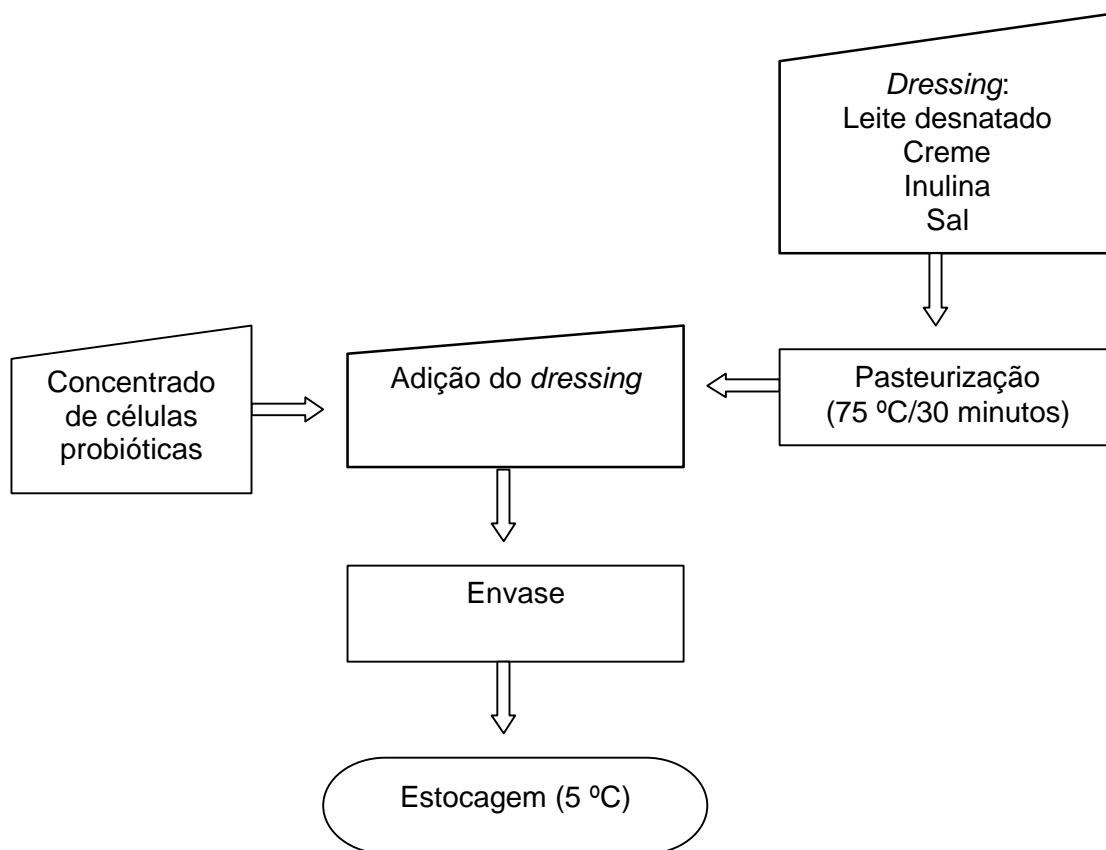 Dressing:
Leite desnatado
Creme
Inulina
Sal
Concentrado
de células
probióticas
Adição do dressing
Pasteurização
(75 ºC/30 minutos)
Envase
Estocagem (5 ºC)